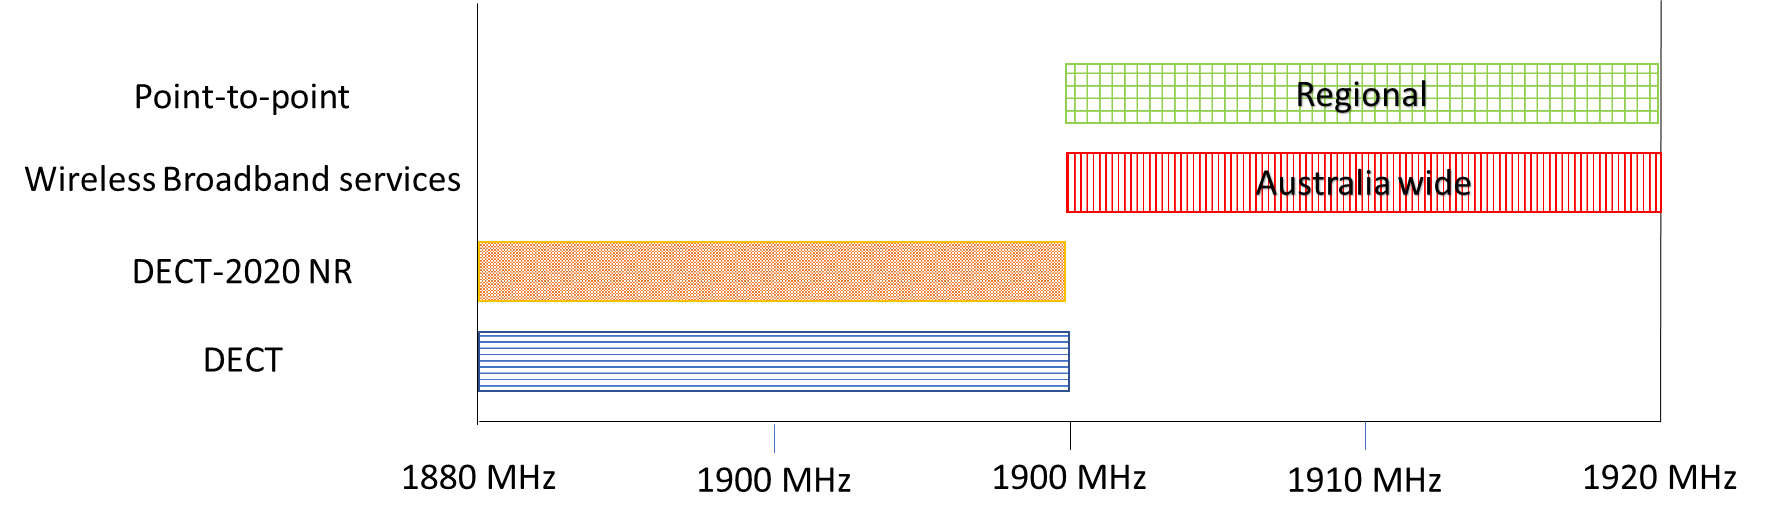 Point-to-point
Regional
Wireless Broadband services
Australia wide
DECT-2020 NR
DECT
1880 MHz
1900 MHz
1900 MHz
1910 MHz
1920 MHz